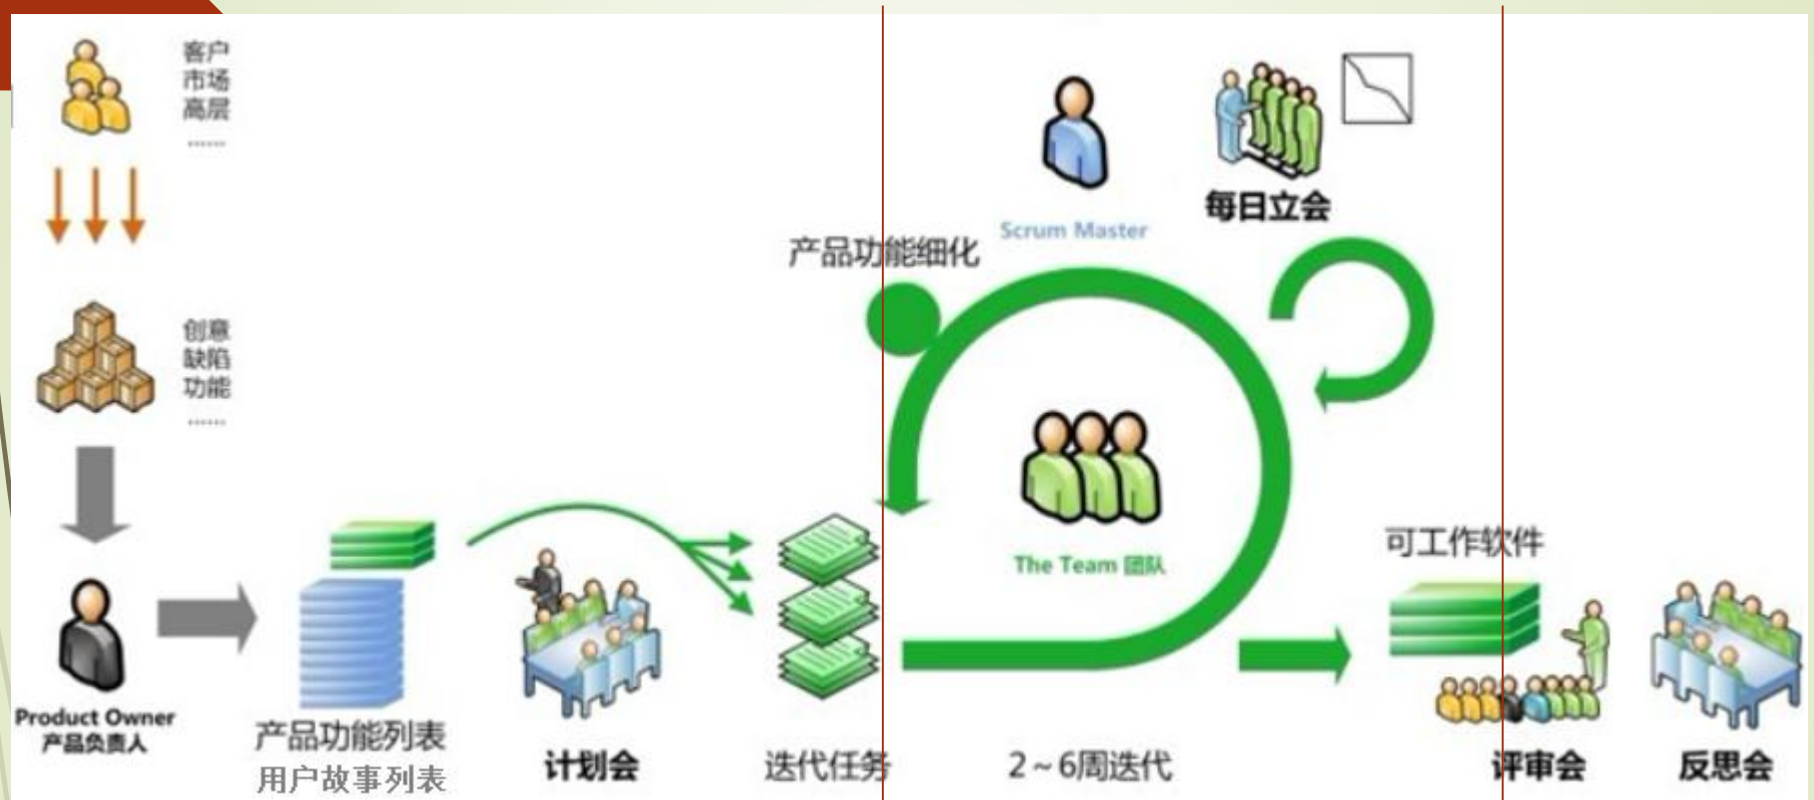 客户
市场
高层
......
创意
缺陷
功能
......
Product Owner
产品负责人
产品功能列表
用户故事列表
计划会
迭代任务
产品功能细化
Scrum Master
每日立会
The Team 团队
2~6周迭代
可工作软件
评审会
反思会